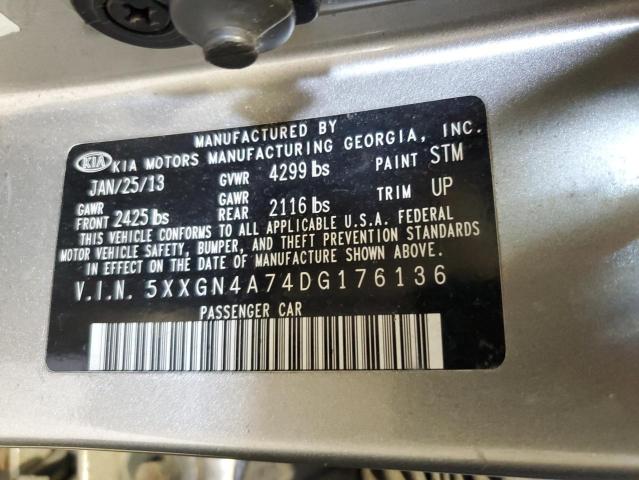 MANUFACTURED BY
KIA KIA MOTORS MANUFACTURING GEORGIA, INC.
JAN/25/13 GVWR 4299 lbs PAINT STM
GAWR FRONT 2425 lbs GAWR REAR 2116 lbs TRIM UP
THIS VEHICLE CONFORMS TO ALL APPLICABLE U.S.A. FEDERAL
MOTOR VEHICLE SAFETY, BUMPER, AND THEFT PREVENTION STANDARDS
IN EFFECT ON THE DATE OF MANUFACTURE SHOWN ABOVE.
V.I.N. 5XXGN4A74DG176136
PASSENGER CAR